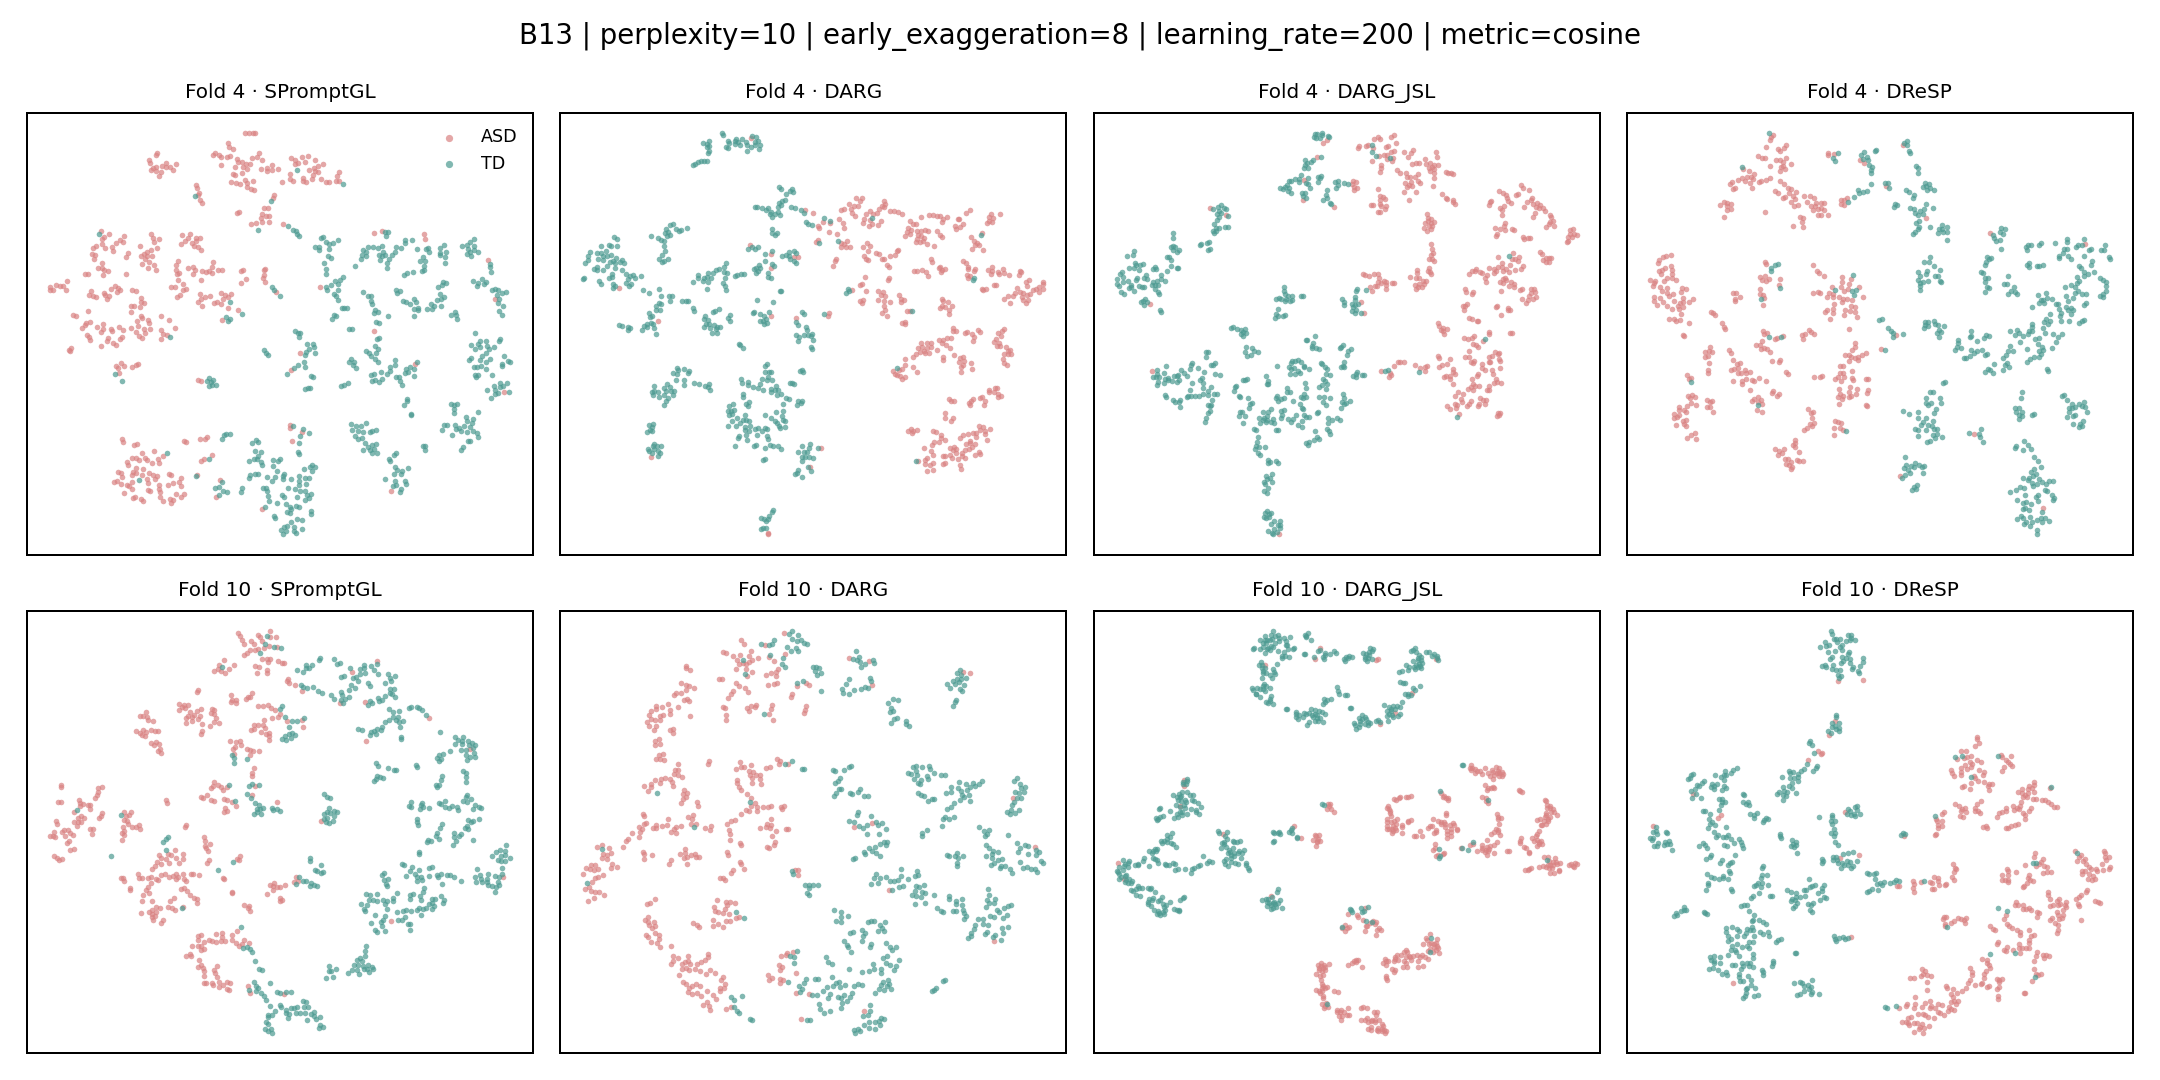 B13 | perplexity=10 | early_exaggeration=8 | learning_rate=200 | metric=cosine
Fold 4 · SPromptGL
Fold 4 · DARG
Fold 4 · DARG_JSL
Fold 4 · DReSP
ASD
TD
Fold 10 · SPromptGL
Fold 10 · DARG
Fold 10 · DARG_JSL
Fold 10 · DReSP